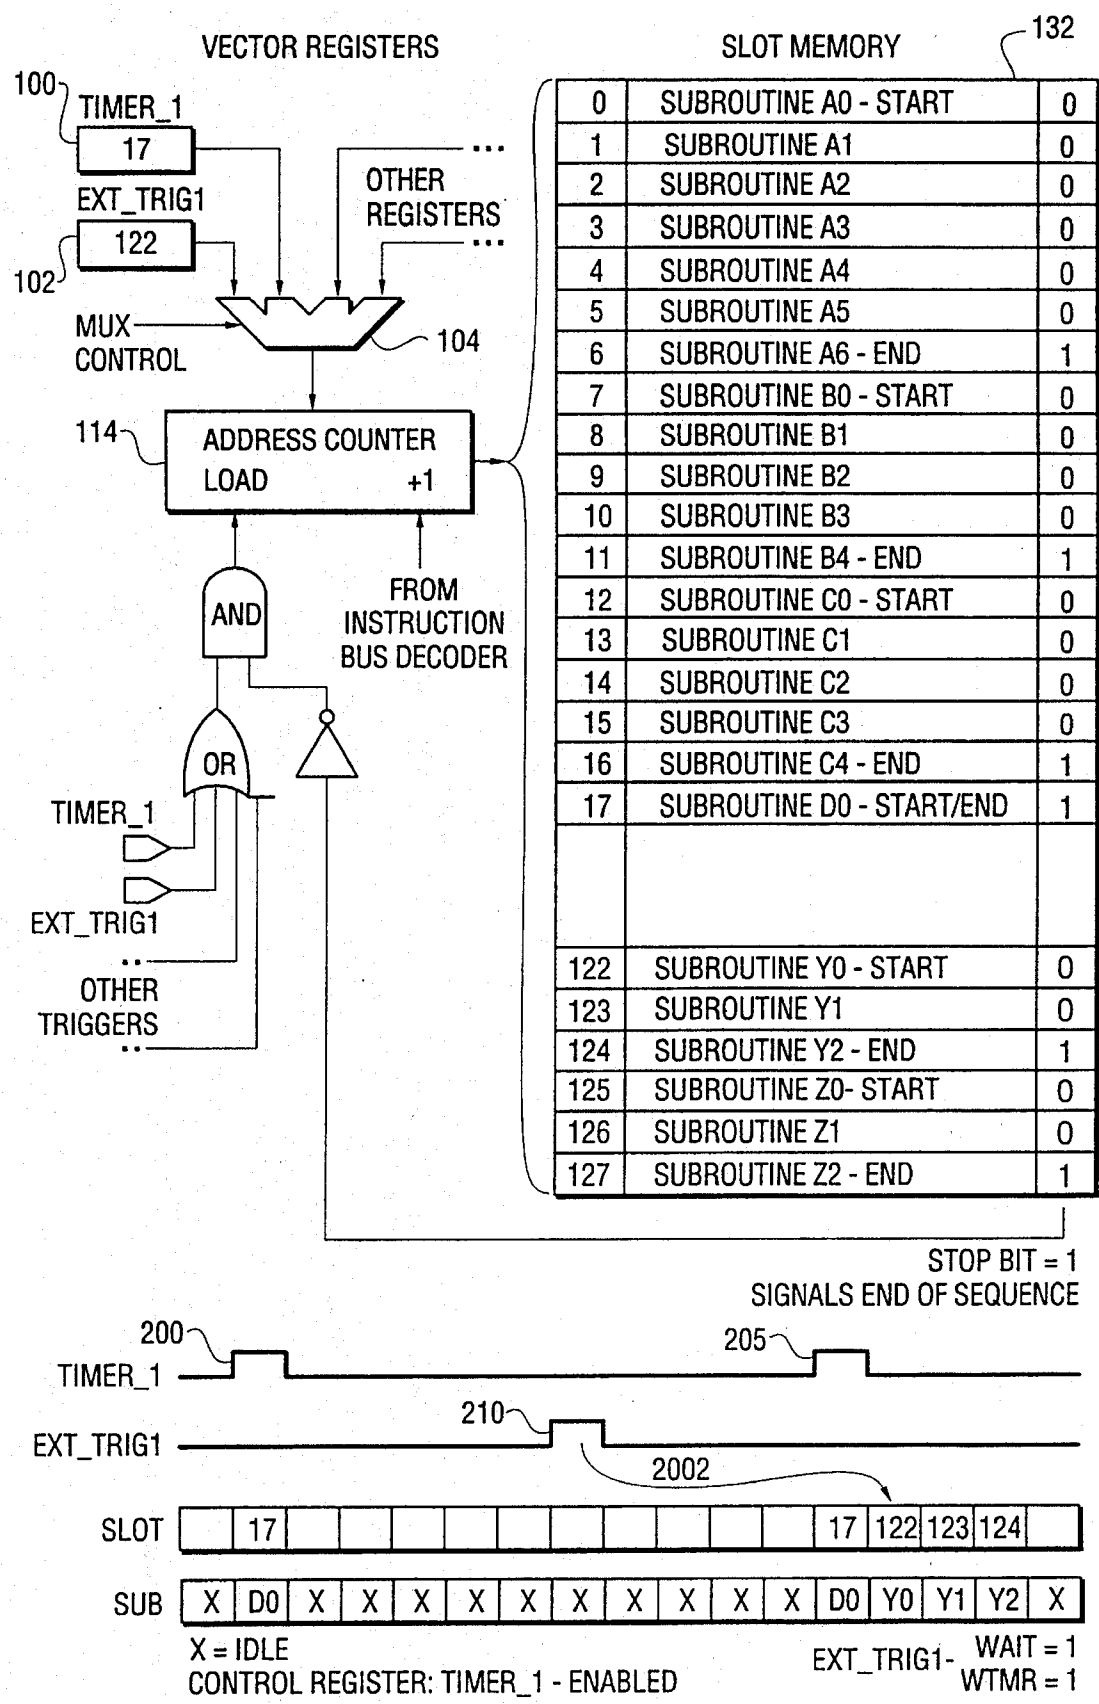 VECTOR REGISTERS
SLOT MEMORY
132
100
TIMER_1
17
EXT_TRIG1
122
102
OTHER
REGISTERS
...
...
MUX
CONTROL
104
114
ADDRESS COUNTER
LOAD +1
AND
FROM
INSTRUCTION
BUS DECODER
OR
TIMER_1
EXT_TRIG1
..
OTHER
TRIGGERS
..
0 SUBROUTINE A0 - START 0
1 SUBROUTINE A1 0
2 SUBROUTINE A2 0
3 SUBROUTINE A3 0
4 SUBROUTINE A4 0
5 SUBROUTINE A5 0
6 SUBROUTINE A6 - END 1
7 SUBROUTINE B0 - START 0
8 SUBROUTINE B1 0
9 SUBROUTINE B2 0
10 SUBROUTINE B3 0
11 SUBROUTINE B4 - END 1
12 SUBROUTINE C0 - START 0
13 SUBROUTINE C1 0
14 SUBROUTINE C2 0
15 SUBROUTINE C3 0
16 SUBROUTINE C4 - END 1
17 SUBROUTINE D0 - START/END 1
122 SUBROUTINE Y0 - START 0
123 SUBROUTINE Y1 0
124 SUBROUTINE Y2 - END 1
125 SUBROUTINE Z0- START 0
126 SUBROUTINE Z1 0
127 SUBROUTINE Z2 - END 1
STOP BIT = 1
SIGNALS END OF SEQUENCE
200
205
TIMER_1
210
EXT_TRIG1
2002
SLOT 17 17 122 123 124
SUB X D0 X X X X X X X X X X D0 Y0 Y1 Y2 X
X = IDLE
CONTROL REGISTER: TIMER_1 - ENABLED
EXT_TRIG1- WAIT = 1
WTMR = 1